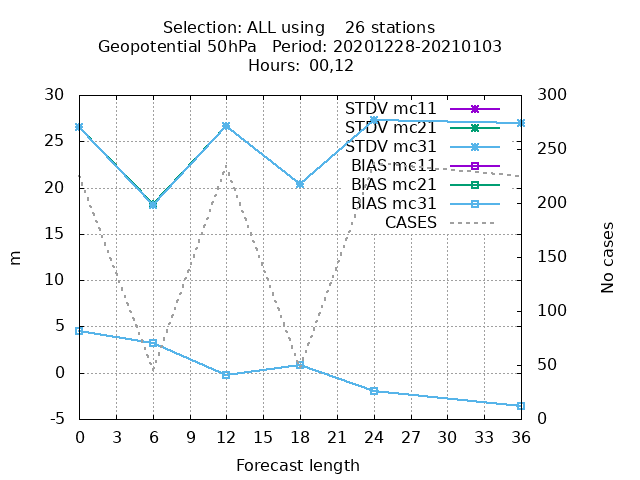 Selection: ALL using    26 stations
Geopotential 50hPa   Period: 20201228-20210103
Hours: 00,12
30 300
STDV mc11
STDV mc21
25 250
STDV mc31
BIAS mc11
BIAS mc21
20 200
BIAS mc31
CASES
15 150
m No cases
10 100
5
50
0
-5 0
0 3 6 9 12 15 18 21 24 27 30 33 36
Forecast length